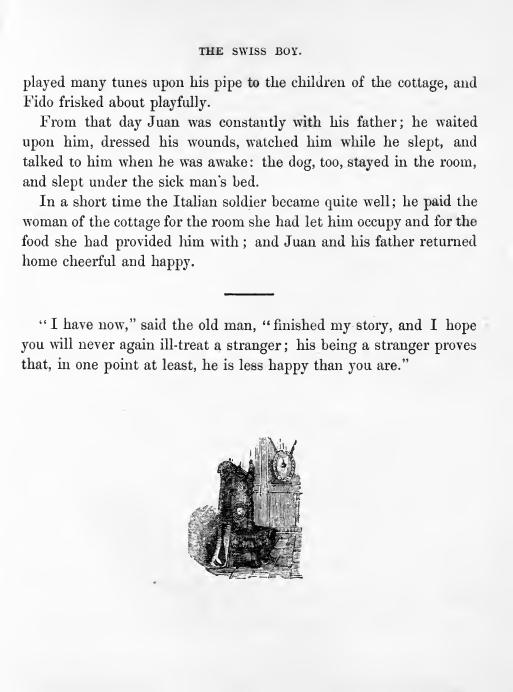 THE SWISS BOY.
played many tunes upon his pipe to the children of the cottage, and
Fido frisked about playfully.
From that day Juan was constantly with his father; he waited
upon him, dressed his wounds, watched him while he slept, and
talked to him when he was awake: the dog, too, stayed in the room,
and slept under the sick man's bed.
In a short time the Italian soldier became quite well; he paid the
woman of the cottage for the room she had let him occupy and for the
food she had provided him with; and Juan and his father returned
home cheerful and happy.
"I have now," said the old man, "finished my story, and I hope
you will never again ill-treat a stranger; his being a stranger proves
that, in one point at least, he is less happy than you are."